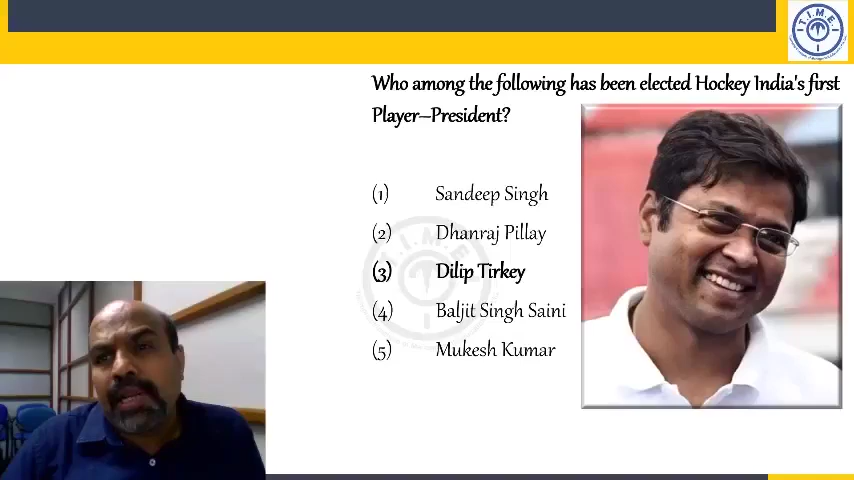 T.I.M.E.
Who among the following has been elected Hockey India's first
Player–President?
(1) Sandeep Singh
(2) Dhanraj Pillay
(3) Dilip Tirkey
(4) Baljit Singh Saini
(5) Mukesh Kumar